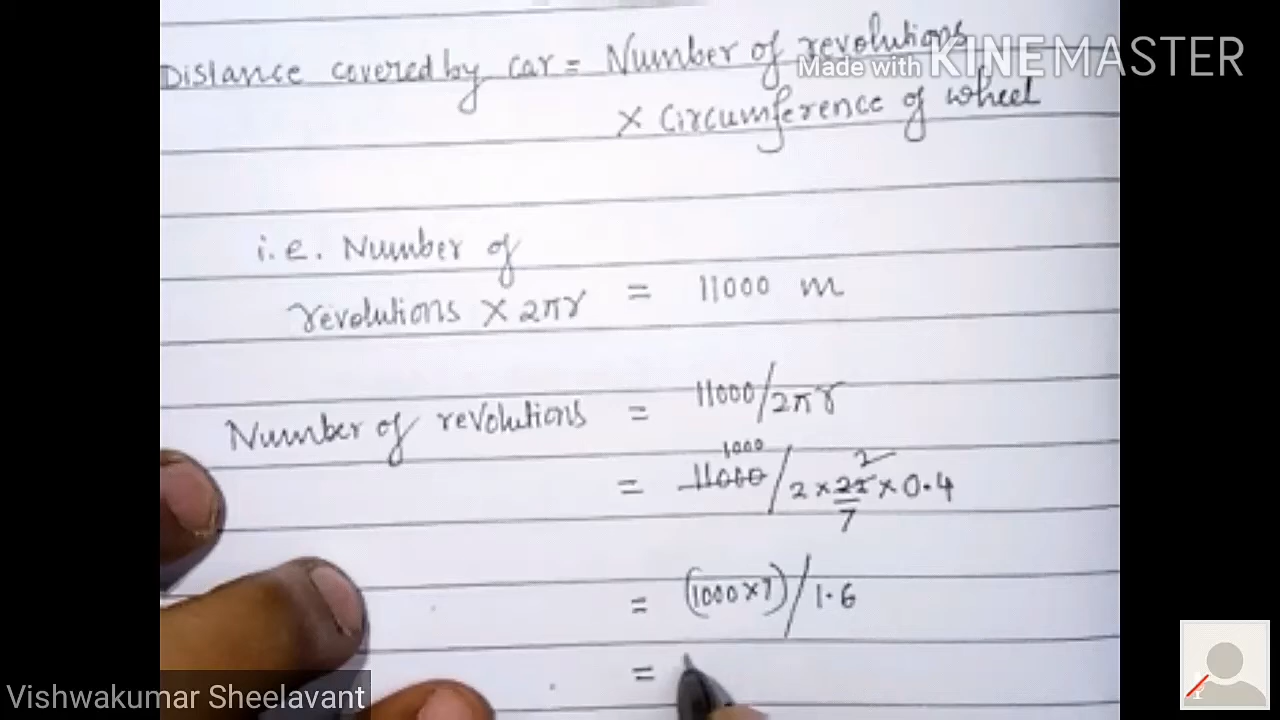 Distance covered by car = Number of revolutions
Made with KINEMASTER
× Circumference of wheel
i.e. Number of
revolutions × 2πr = 11000 m
Number of revolutions = 11000/2πr
1000 2
= 11000/2×22/7×0.4
= (1000×7)/1.6
=
Vishwakumar Sheelavant